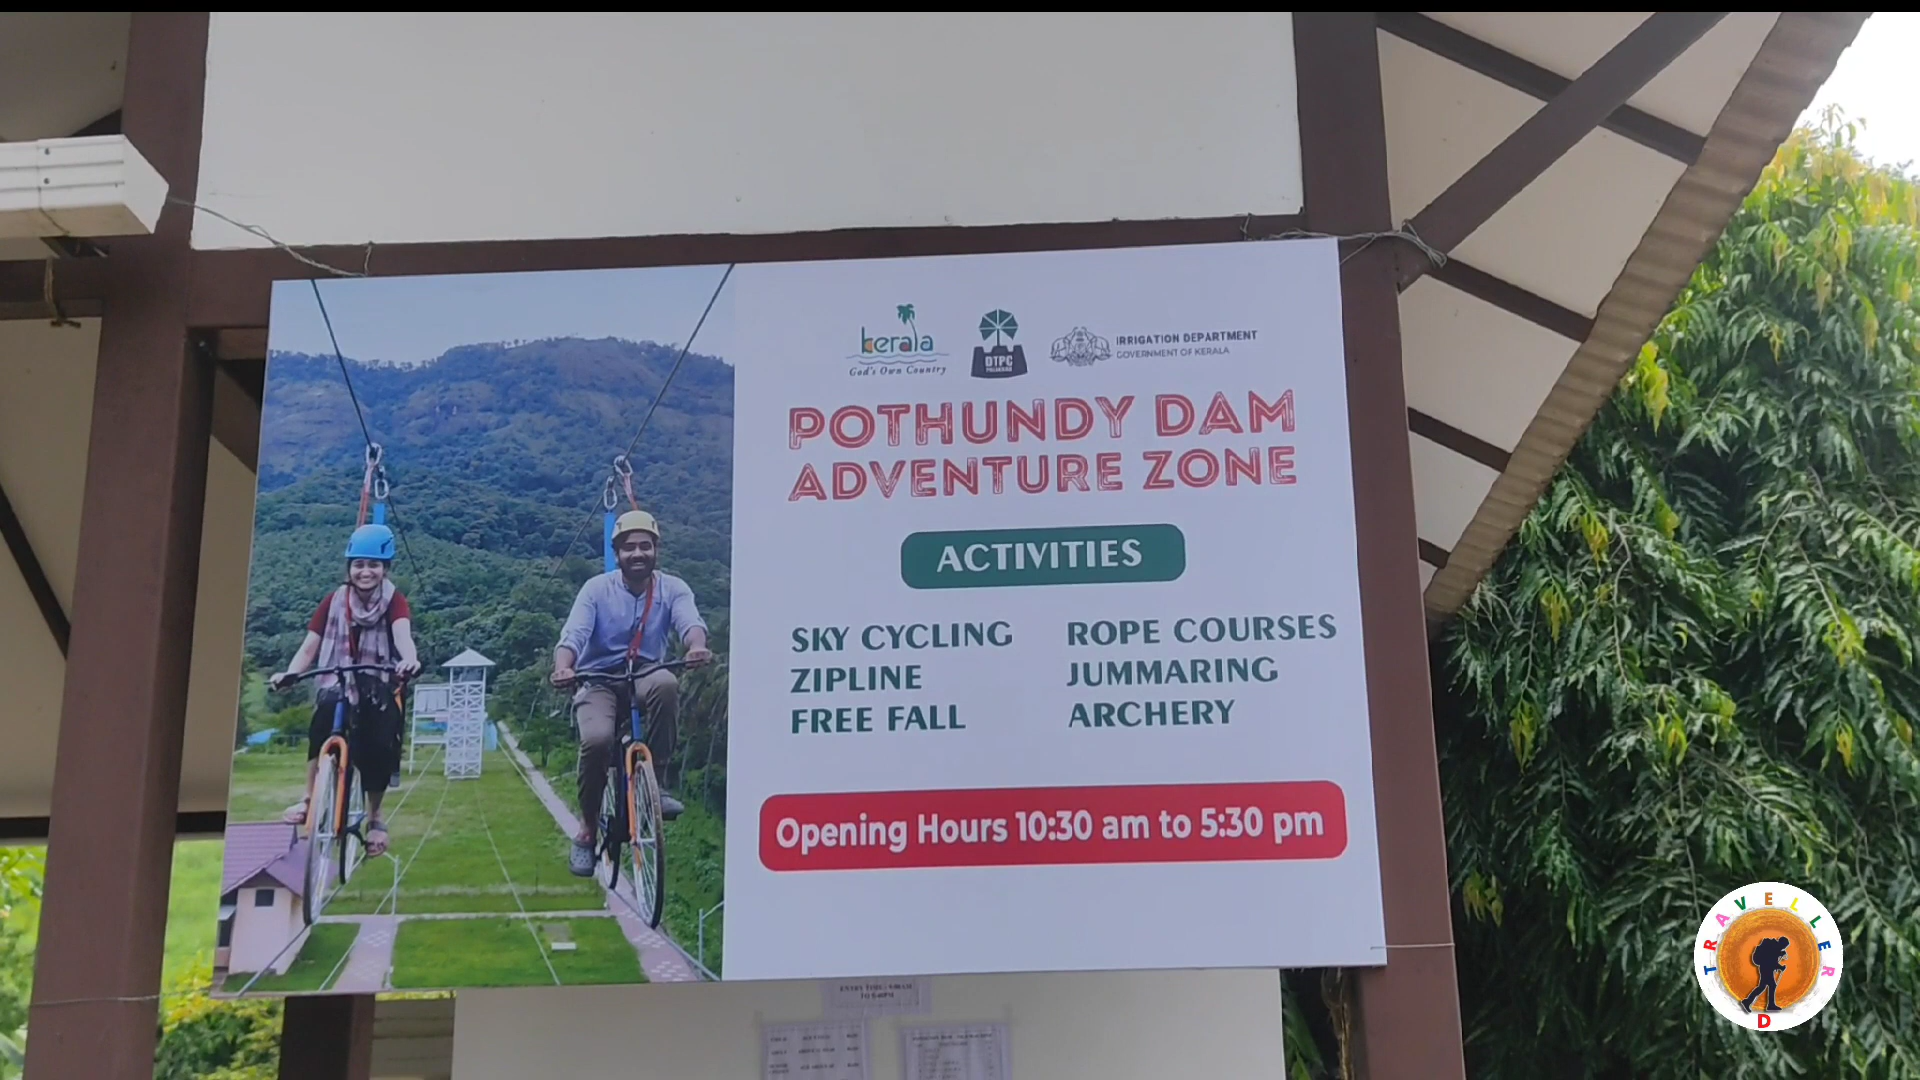 kerala
God's Own Country
DTPC
IRRIGATION DEPARTMENT
GOVERNMENT OF KERALA
POTHUNDY DAM
ADVENTURE ZONE
ACTIVITIES
SKY CYCLING
ZIPLINE
FREE FALL
ROPE COURSES
JUMMARING
ARCHERY
Opening Hours 10:30 am to 5:30 pm
TRAVELLER
D